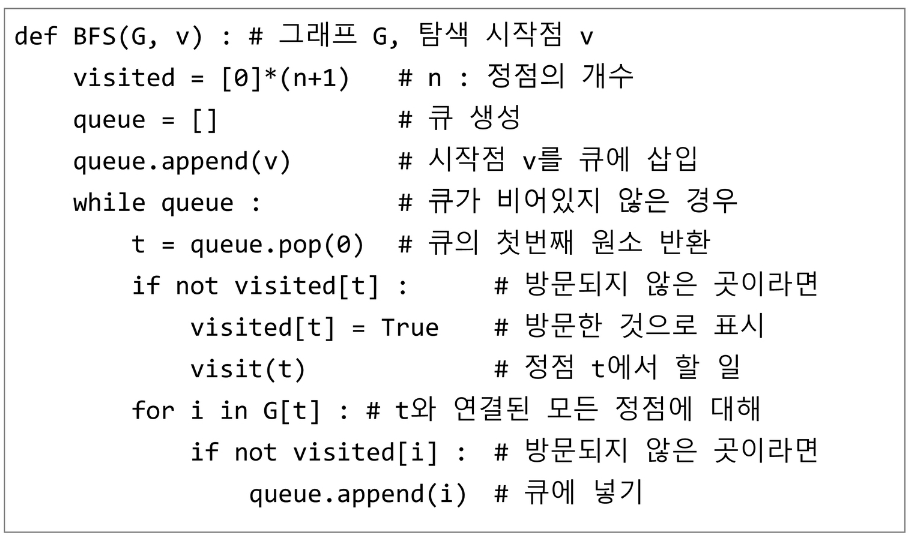 def BFS(G, v) : # 그래프 G, 탐색 시작점 v
    visited = [0]*(n+1)   # n : 정점의 개수
    queue = []            # 큐 생성
    queue.append(v)       # 시작점 v를 큐에 삽입
    while queue :         # 큐가 비어있지 않은 경우
        t = queue.pop(0)  # 큐의 첫번째 원소 반환
        if not visited[t] :      # 방문되지 않은 곳이라면
            visited[t] = True    # 방문한 것으로 표시
            visit(t)             # 정점 t에서 할 일
        for i in G[t] : # t와 연결된 모든 정점에 대해
            if not visited[i] :  # 방문되지 않은 곳이라면
                queue.append(i)  # 큐에 넣기